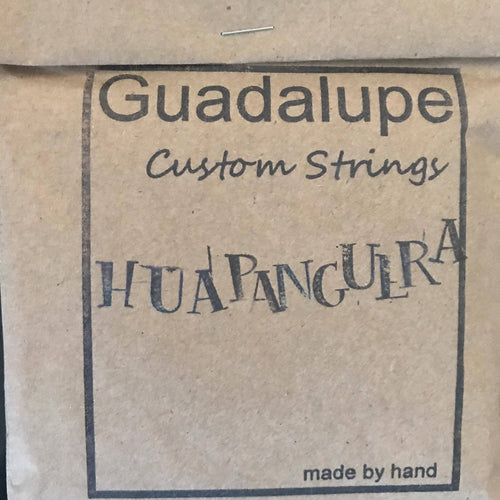 Guadalupe
Custom Strings
HUAPANGUERA
made by hand